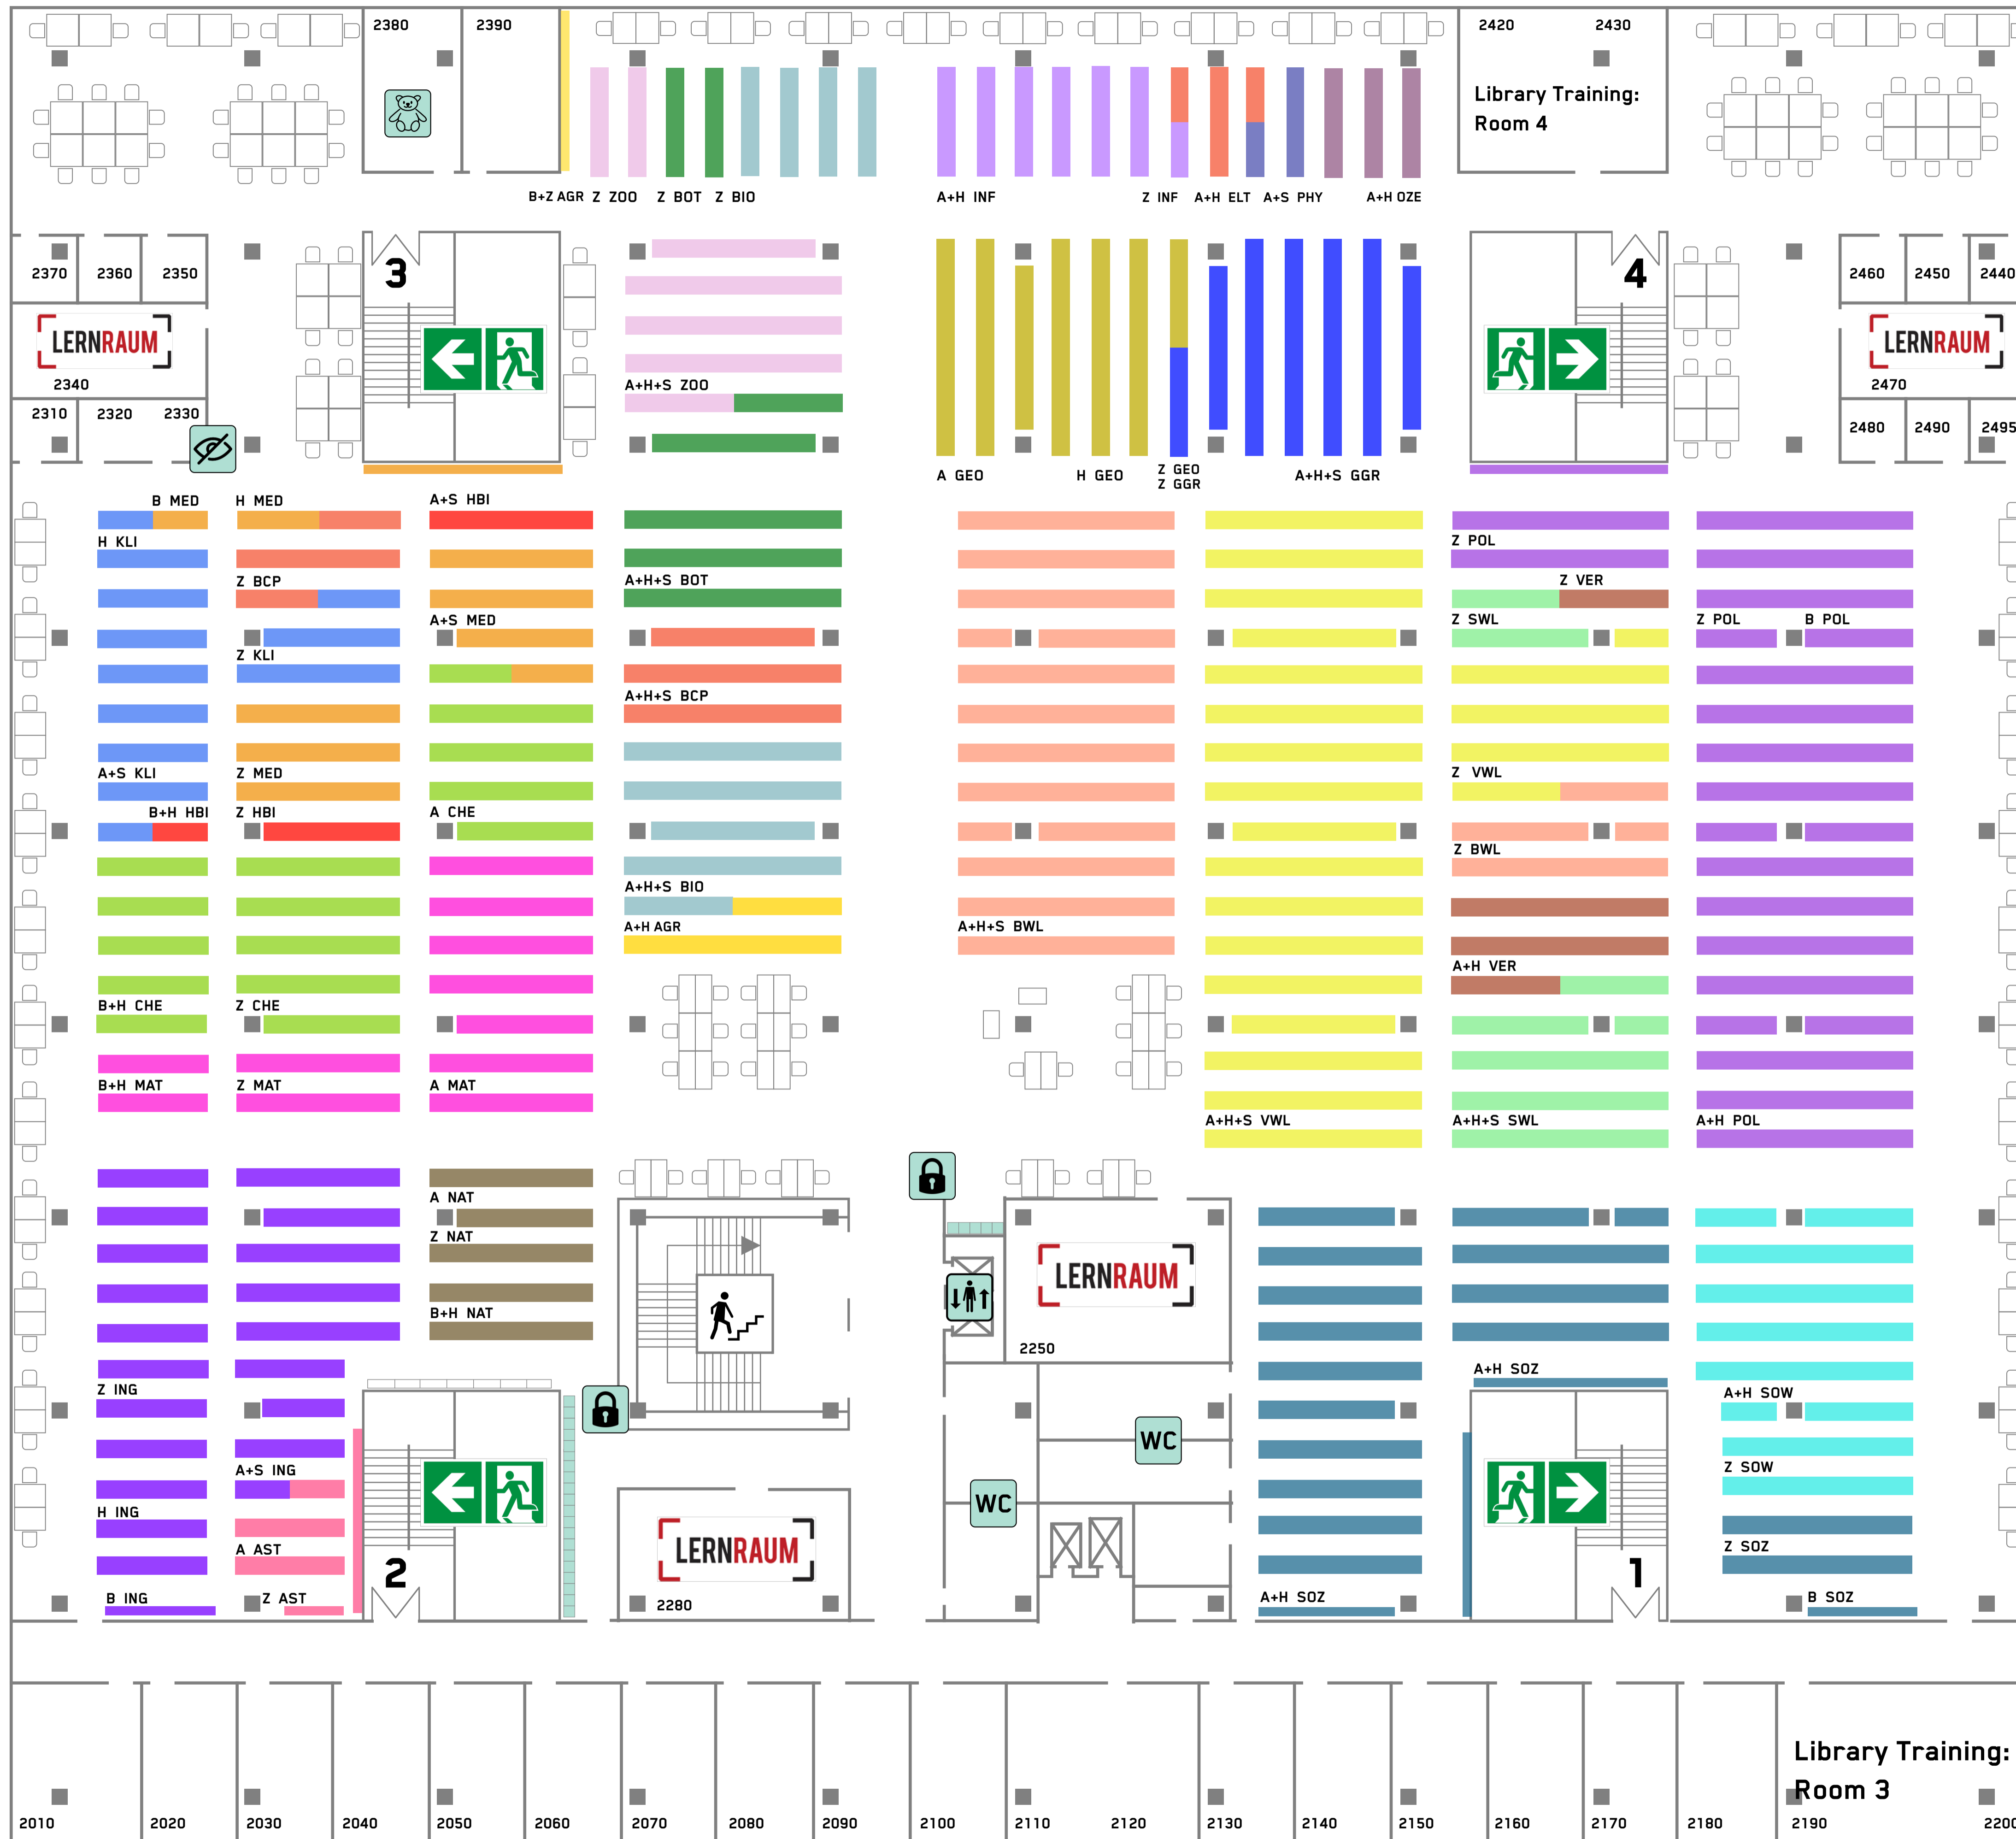 2380
2390
2420
2430
Library Training:
Room 4
B+Z AGR
Z ZOO
Z BOT
Z BIO
A+H INF
Z INF
A+H ELT
A+S PHY
A+H OZE
2370
2360
2350
3
4
2460
2450
2440
LERNRAUM
2340
LERNRAUM
2470
A+H+S ZOO
2310
2320
2330
2480
2490
2495
A GEO
H GEO
Z GEO
Z GGR
A+H+S GGR
B MED
H MED
A+S HBI
H KLI
Z POL
Z BCP
A+H+S BOT
Z VER
A+S MED
Z SWL
Z POL
B POL
Z KLI
A+H+S BCP
A+S KLI
Z MED
Z VWL
B+H HBI
Z HBI
A CHE
Z BWL
A+H+S BIO
A+H AGR
A+H+S BWL
A+H VER
B+H CHE
Z CHE
B+H MAT
Z MAT
A MAT
A+H+S VWL
A+H+S SWL
A+H POL
A NAT
Z NAT
LERNRAUM
B+H NAT
2250
A+H SOZ
Z ING
A+H SOW
WC
A+S ING
Z SOW
WC
H ING
LERNRAUM
A AST
Z SOZ
2
1
B ING
Z AST
2280
A+H SOZ
B SOZ
Library Training:
Room 3
2010
2020
2030
2040
2050
2060
2070
2080
2090
2100
2110
2120
2130
2140
2150
2160
2170
2180
2190